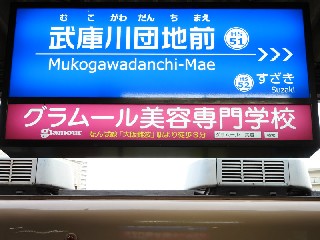 むこがわだんちまえ
武庫川団地前
HS
51
Mukogawadanchi-Mae
HS
52
すざき
Suzaki
グラムール美容専門学校
glamour